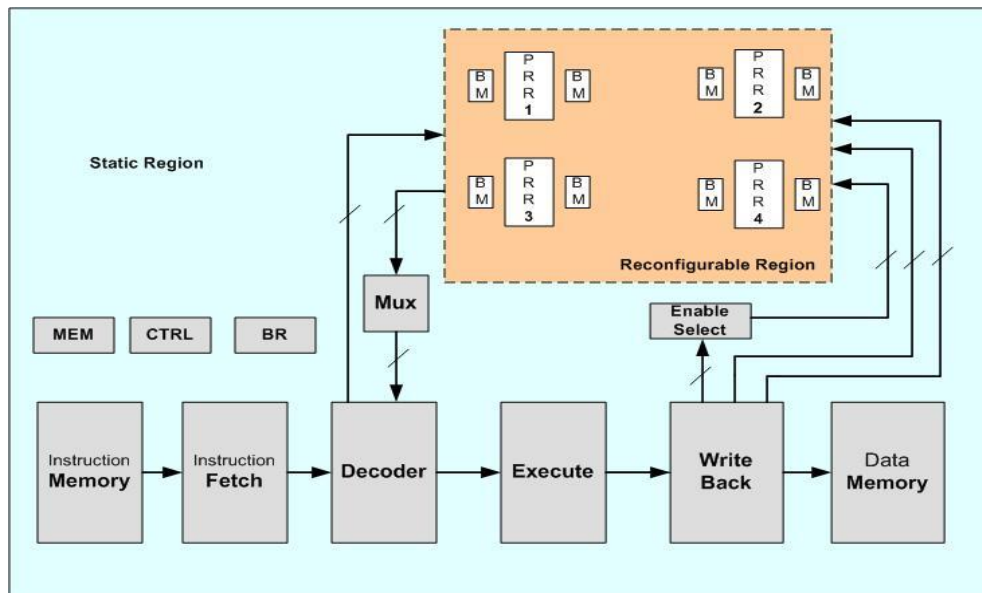 P
R
R
1
B
M
B
M
P
R
R
2
B
M
B
M
Static Region
P
R
R
3
B
M
B
M
P
R
R
4
B
M
B
M
Reconfigurable Region
Mux
Enable
Select
MEM
CTRL
BR
Instruction
Memory
Instruction
Fetch
Decoder
Execute
Write
Back
Data
Memory